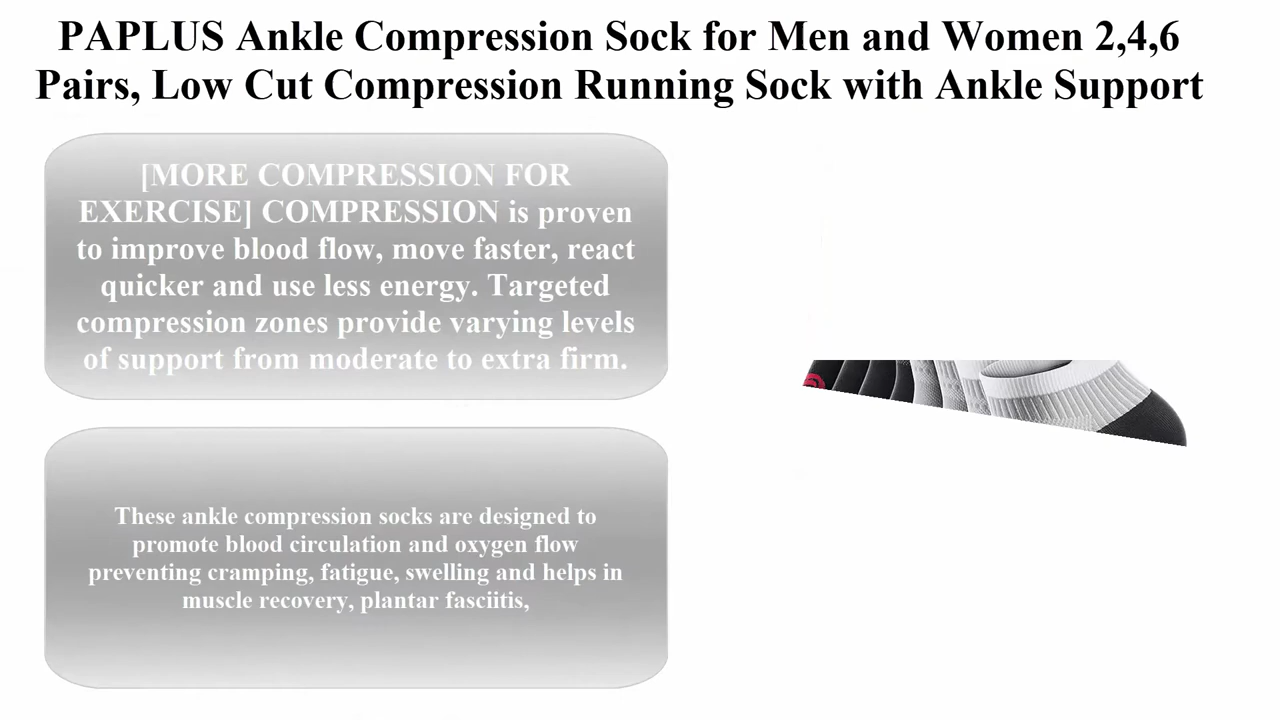 PAPLUS Ankle Compression Sock for Men and Women 2,4,6
Pairs, Low Cut Compression Running Sock with Ankle Support
[MORE COMPRESSION FOR
EXERCISE] COMPRESSION is proven
to improve blood flow, move faster, react
quicker and use less energy. Targeted
compression zones provide varying levels
of support from moderate to extra firm.
These ankle compression socks are designed to
promote blood circulation and oxygen flow
preventing cramping, fatigue, swelling and helps in
muscle recovery, plantar fasciitis,